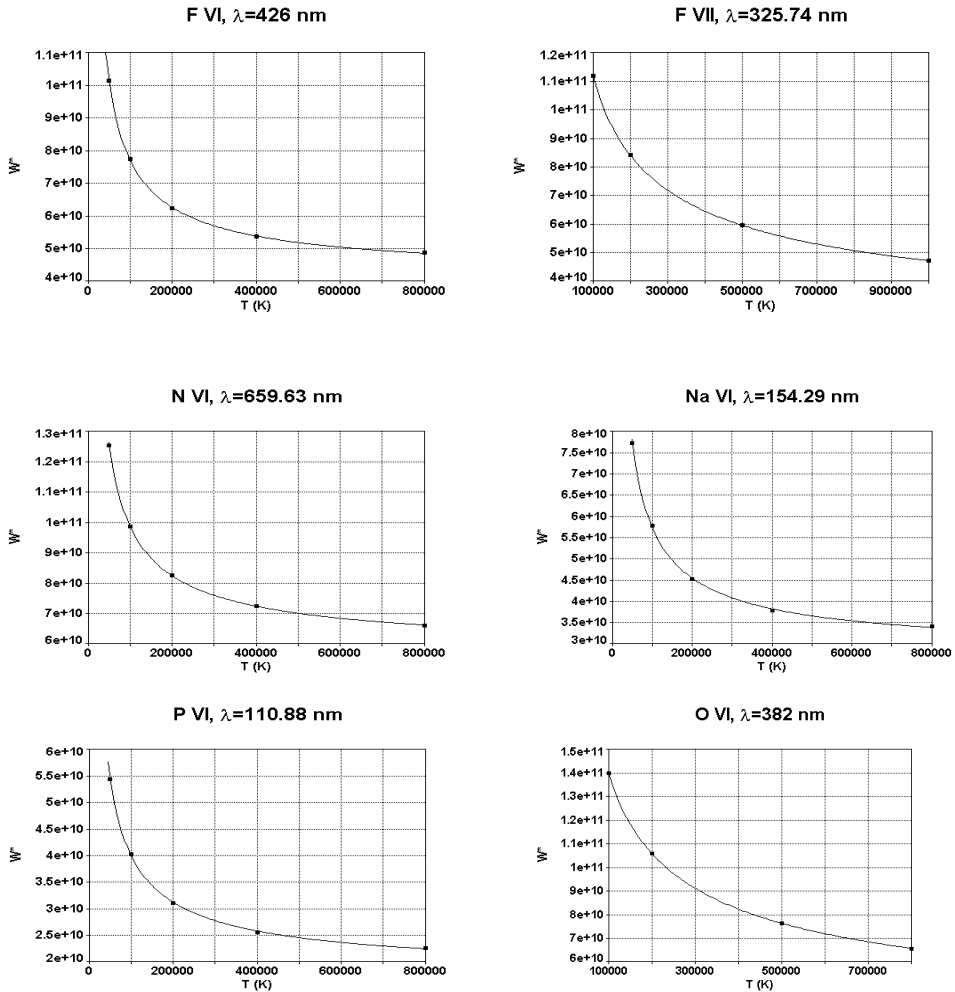 F VI, λ=426 nm
1.1e+11
1e+11
9e+10
8e+10
7e+10
6e+10
5e+10
4e+10
W
0 200000 400000 600000 800000
T (K)
F VII, λ=325.74 nm
1.2e+11
1.1e+11
1e+11
9e+10
8e+10
7e+10
6e+10
5e+10
4e+10
W
100000 300000 500000 700000 900000
T (K)
N VI, λ=659.63 nm
1.3e+11
1.2e+11
1.1e+11
1e+11
9e+10
8e+10
7e+10
6e+10
W
0 200000 400000 600000 800000
T (K)
Na VI, λ=154.29 nm
8e+10
7.5e+10
7e+10
6.5e+10
6e+10
5.5e+10
5e+10
4.5e+10
4e+10
3.5e+10
3e+10
W
0 200000 400000 600000 800000
T (K)
P VI, λ=110.88 nm
6e+10
5.5e+10
5e+10
4.5e+10
4e+10
3.5e+10
3e+10
2.5e+10
2e+10
W
0 200000 400000 600000 800000
T (K)
O VI, λ=382 nm
1.5e+11
1.4e+11
1.3e+11
1.2e+11
1.1e+11
1e+11
9e+10
8e+10
7e+10
6e+10
W
100000 300000 500000 700000
T (K)